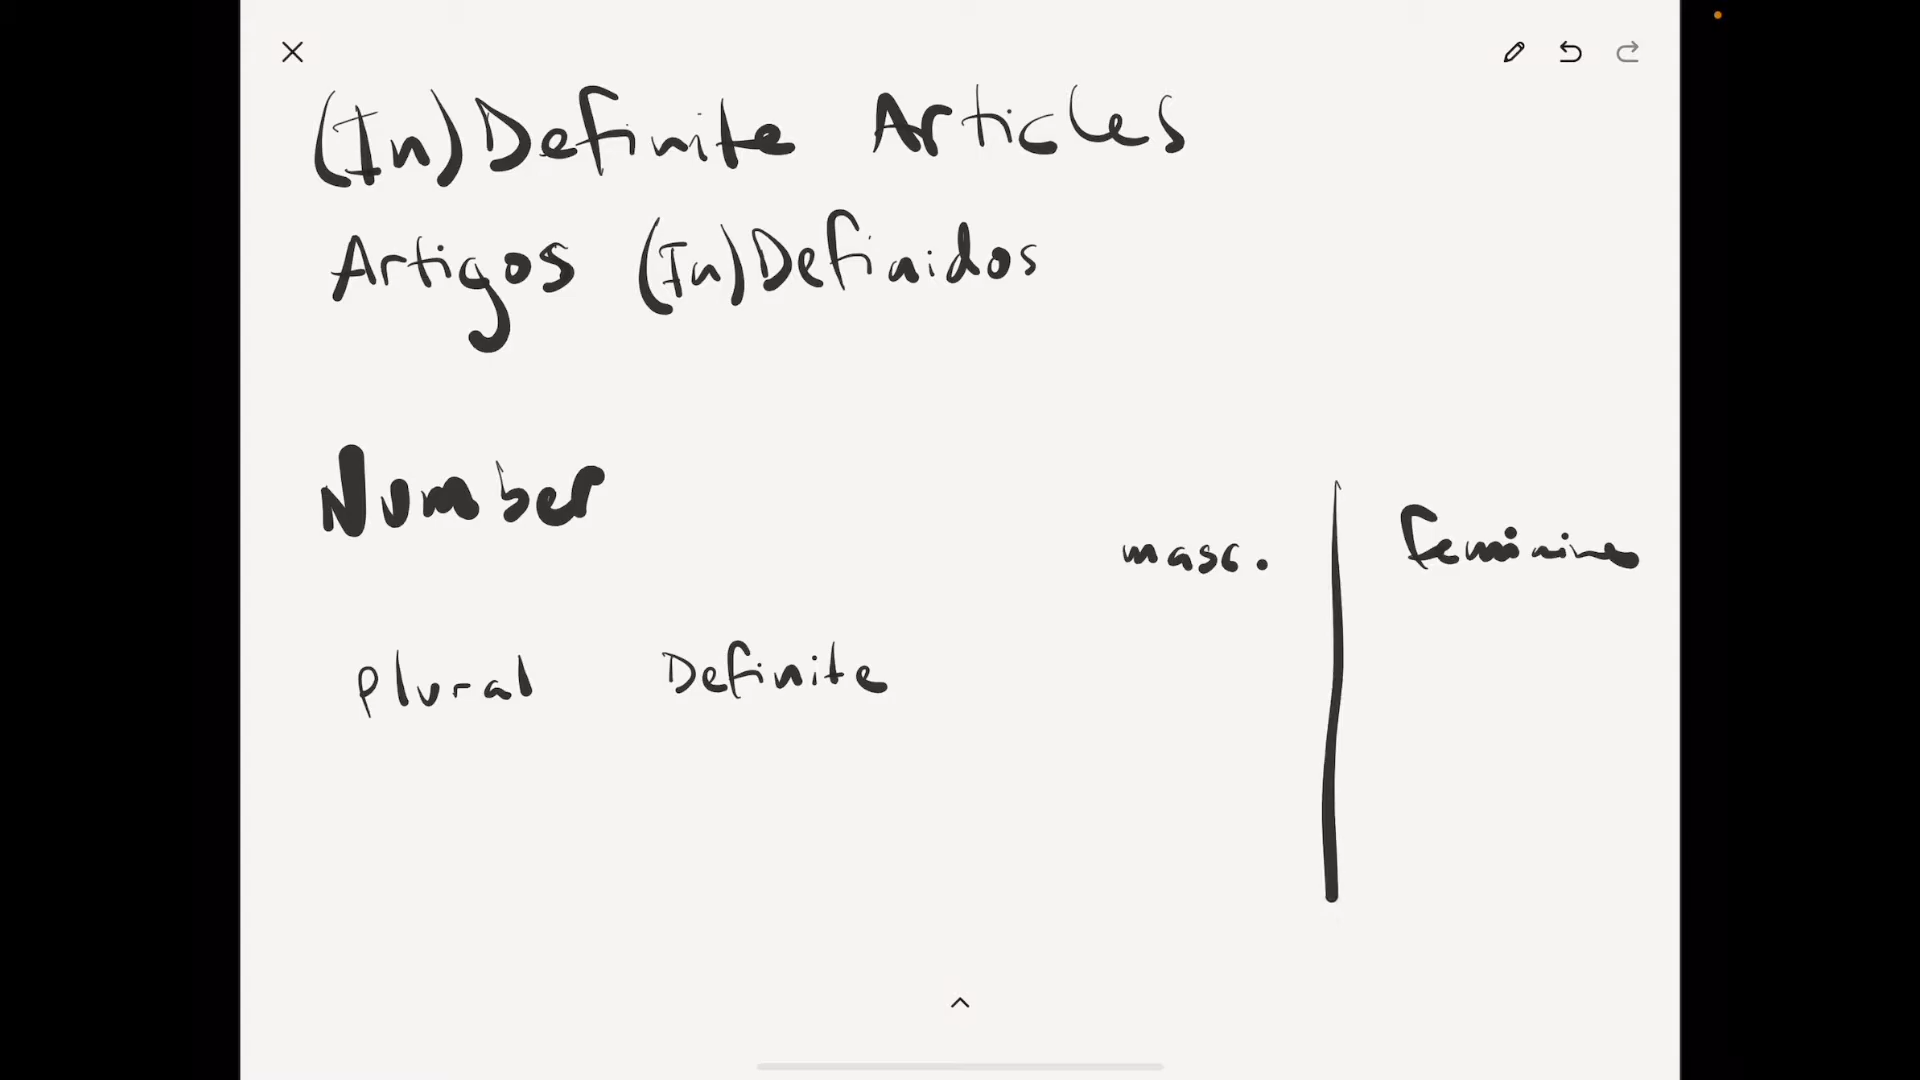 (In)Definite Articles
Artigos (In)Definidos
Number
masc. feminine
plural Definite